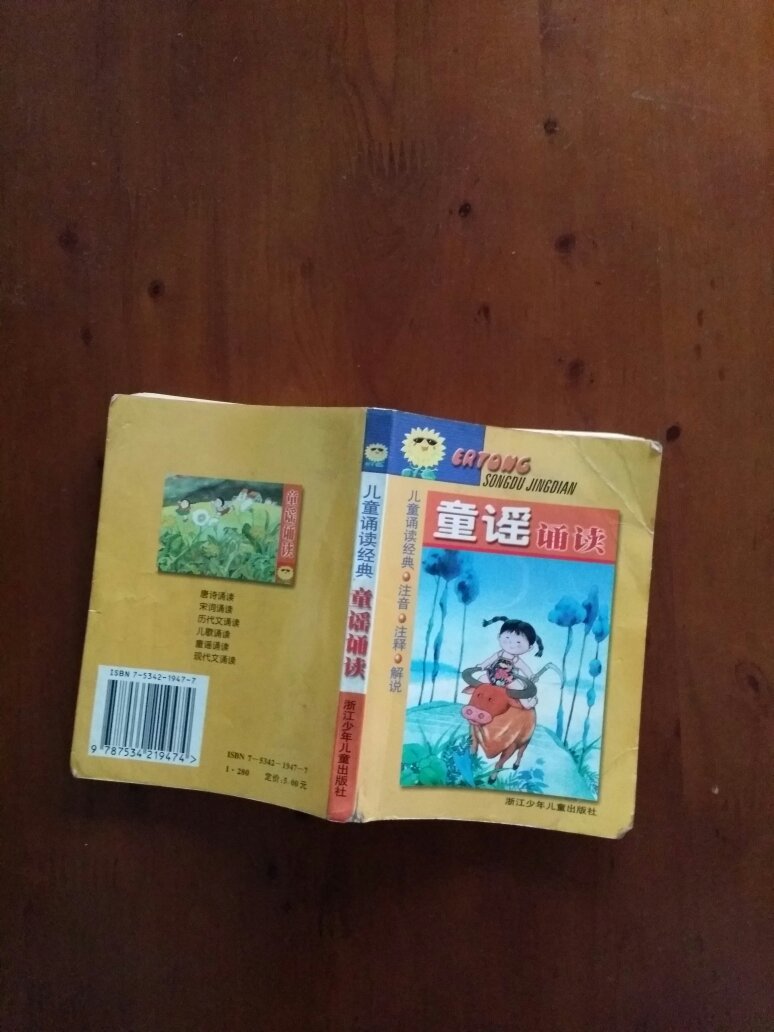 ERTONG
SONGDU JINGDIAN
童谣诵读
儿童诵读经典·注音·注释·解说
浙江少年儿童出版社
儿童诵读经典 童谣诵读 浙江少年儿童出版社
童谣诵读
唐诗诵读
宋词诵读
历代文诵读
儿歌诵读
童谣诵读
现代文诵读
ISBN 7-5342-1947-7
9 787534 219474 >
ISBN 7—5342—1947—7
1·280 定价:5.00元